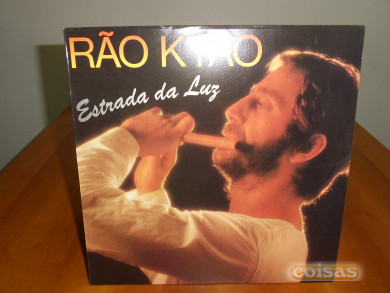 RÃO KYAO
Estrada da Luz
coisas